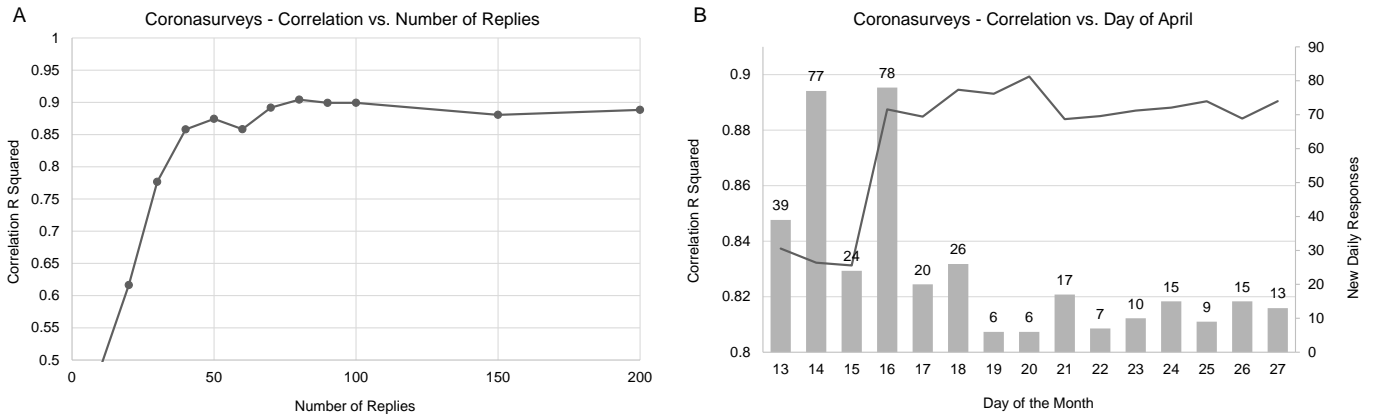 A
Coronasurveys - Correlation vs. Number of Replies
Correlation R Squared
1
0.95
0.9
0.85
0.8
0.75
0.7
0.65
0.6
0.55
0.5
0 50 100 150 200
Number of Replies
B
Coronasurveys - Correlation vs. Day of April
Correlation R Squared
0.9
0.88
0.86
0.84
0.82
0.8
39 77 24 78 20 26 6 6 17 7 10 15 9 15 13
90
80
70
60
50
40
30
20
10
0
New Daily Responses
13 14 15 16 17 18 19 20 21 22 23 24 25 26 27
Day of the Month